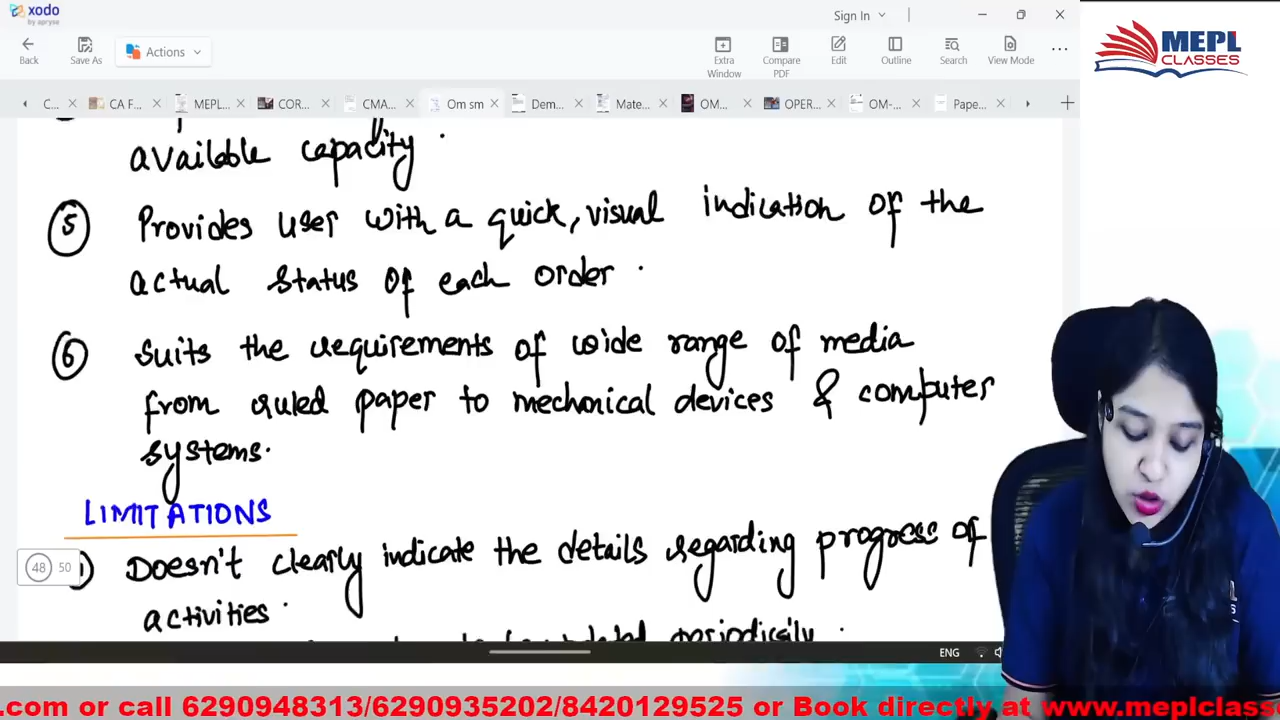 xodo
by apryse
Sign In
Back
Save As
Actions
Extra Window
Compare PDF
Edit
Outline
Search
View Mode
C...
CA F...
MEPL...
COR...
CMA...
Om sm
Dem...
Mate...
OM...
OPER...
OM-...
Pape...
MEPL
CLASSES
available capacity.
5 Provides user with a quick, visual indication of the
actual status of each order.
6 Suits the requirements of wide range of media
from ruled paper to mechanical devices & computer
systems.
LIMITATIONS
Doesn't clearly indicate the details regarding progress of
activities.
periodicily.
48 50
ENG
.com or call 6290948313/6290935202/8420129525 or Book directly at www.meplclass